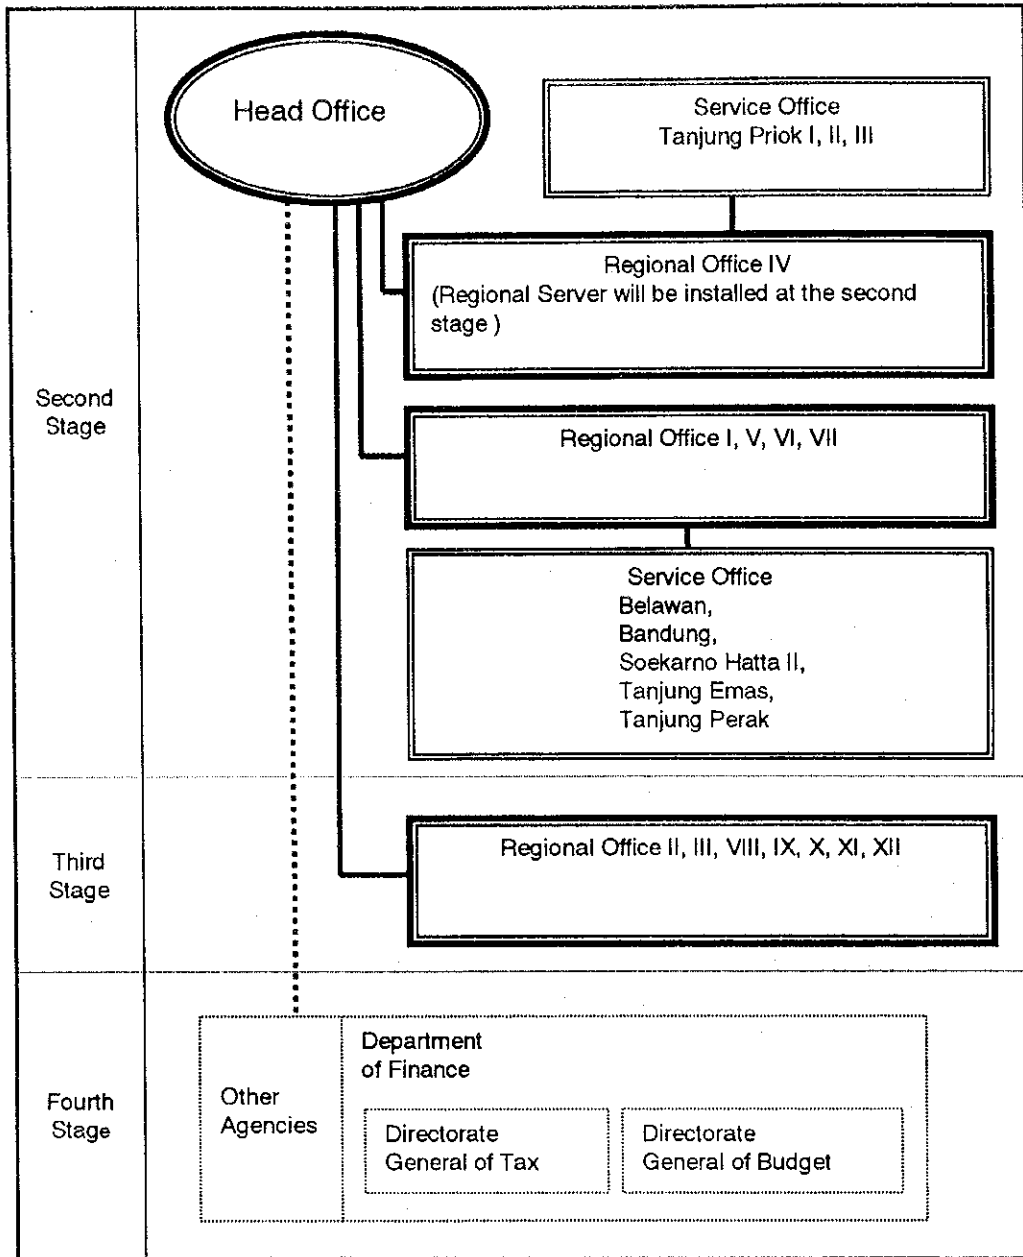 Head Office
Service Office
Tanjung Priok I, II, III
Regional Office IV
(Regional Server will be installed at the second
stage )
Second
Stage
Regional Office I, V, VI, VII
Service Office
Belawan,
Bandung,
Soekarno Hatta II,
Tanjung Emas,
Tanjung Perak
Third
Stage
Regional Office II, III, VIII, IX, X, XI, XII
Fourth
Stage
Other
Agencies
Department
of Finance
Directorate
General of Tax
Directorate
General of Budget